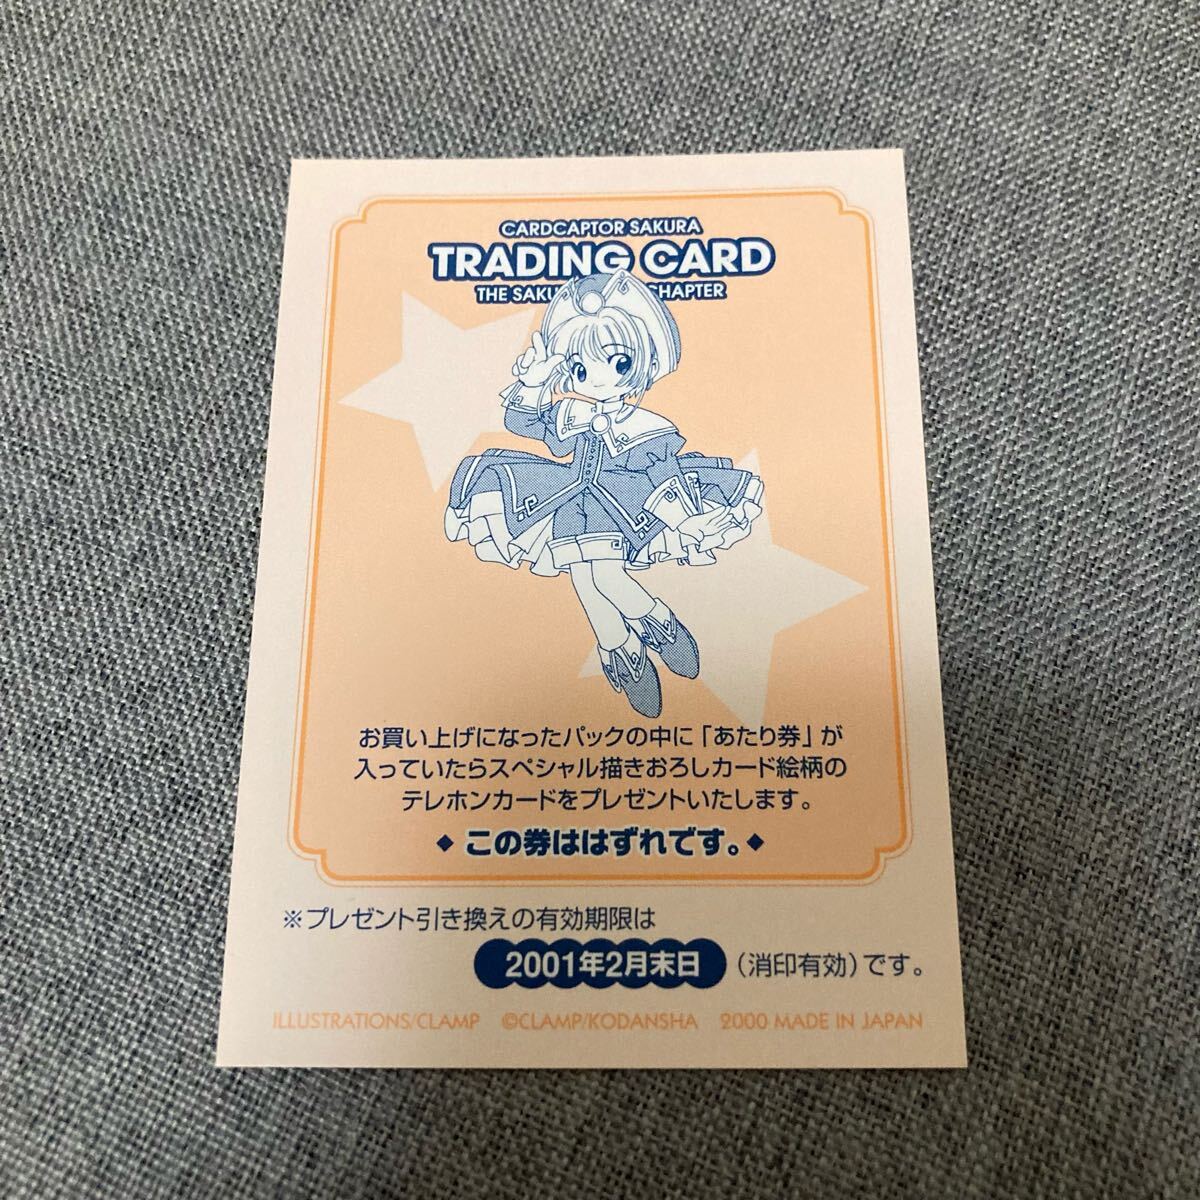 CARDCAPTOR SAKURA
TRADING CARD
THE SAKU CHAPTER
お買い上げになったパックの中に「あたり券」が
入っていたらスペシャル描きおろしカード絵柄の
テレホンカードをプレゼントいたします。
◆この券ははずれです。◆
※プレゼント引き換えの有効期限は
2001年2月末日(消印有効)です。
ILLUSTRATIONS/CLAMP ©CLAMP/KODANSHA 2000 MADE IN JAPAN